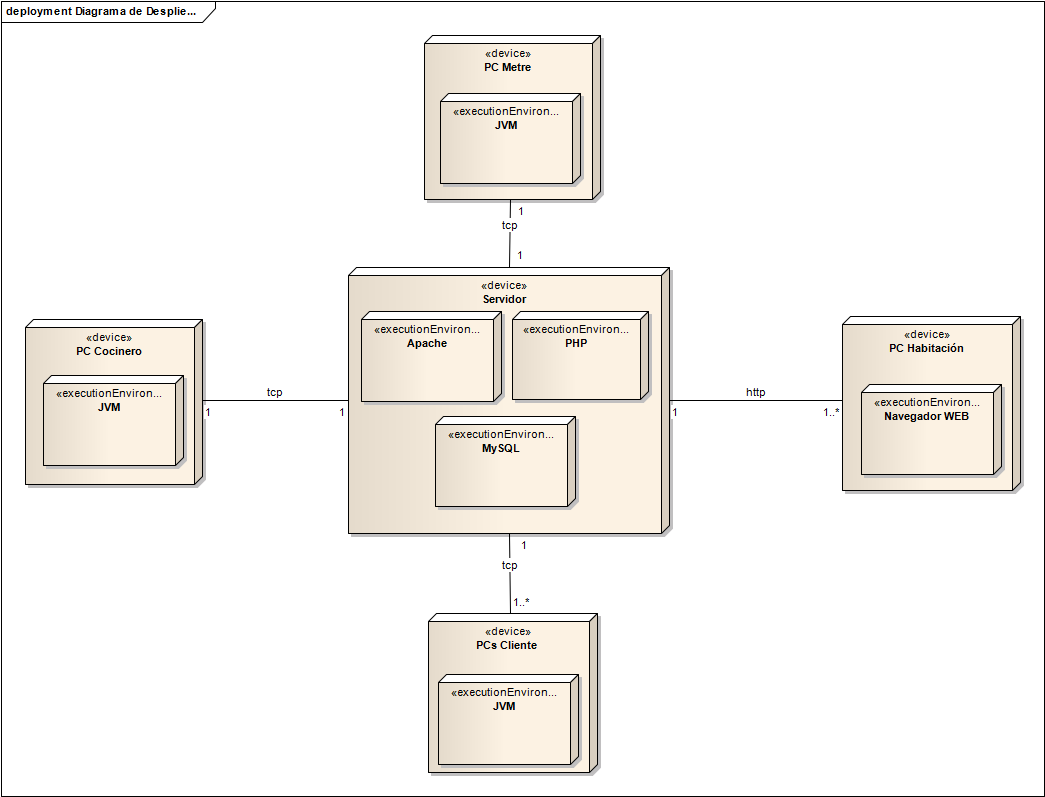 deployment Diagrama de Desplie...
«device»
PC Metre
«executionEnviron...
JVM
1
tcp
1
«device»
Servidor
«executionEnviron...
Apache
«executionEnviron...
PHP
«executionEnviron...
MySQL
«device»
PC Cocinero
«executionEnviron...
JVM
1
tcp
1
«device»
PC Habitación
«executionEnviron...
Navegador WEB
1
http
1..*
1
tcp
1..*
«device»
PCs Cliente
«executionEnviron...
JVM